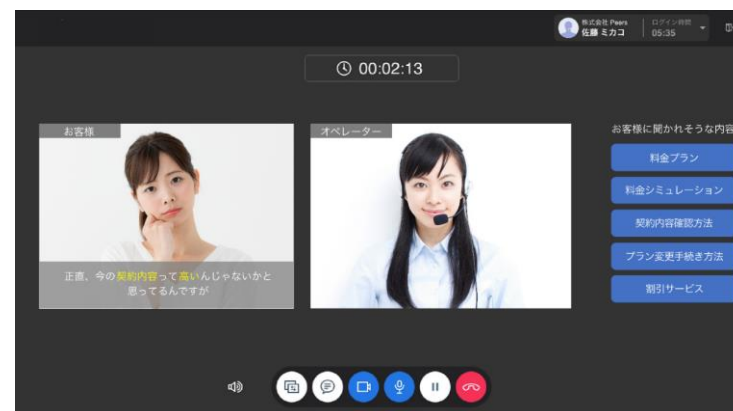 株式会社 Peers
佐藤 ミカコ
ログイン時間
05:35
00:02:13
お客様
オペレーター
正直、今の契約内容って高いんじゃないかと
思ってるんですが
お客様に聞かれそうな内容
料金プラン
料金シミュレーション
契約内容確認方法
プラン変更手続き方法
割引サービス